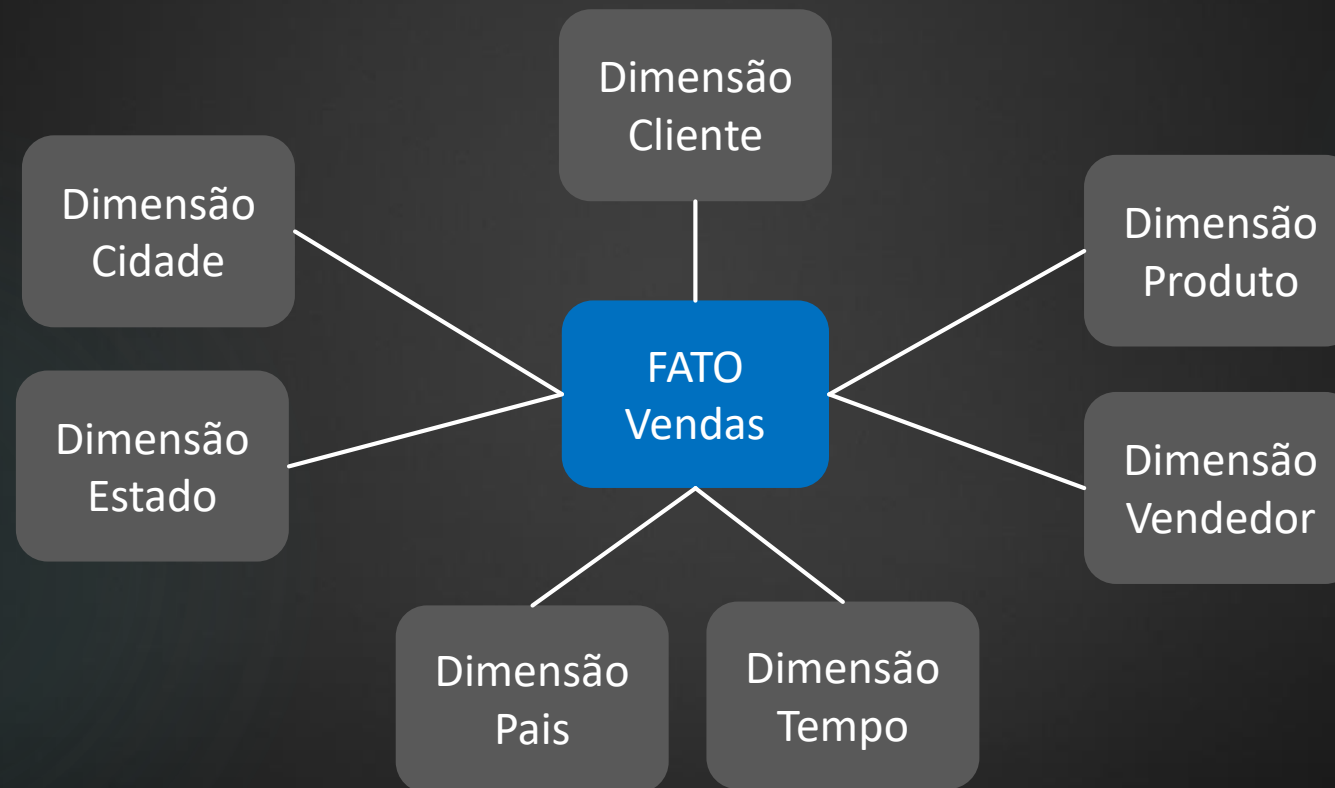 Dimensão
Cliente
Dimensão
Cidade
Dimensão
Produto
FATO
Vendas
Dimensão
Estado
Dimensão
Vendedor
Dimensão
Pais
Dimensão
Tempo